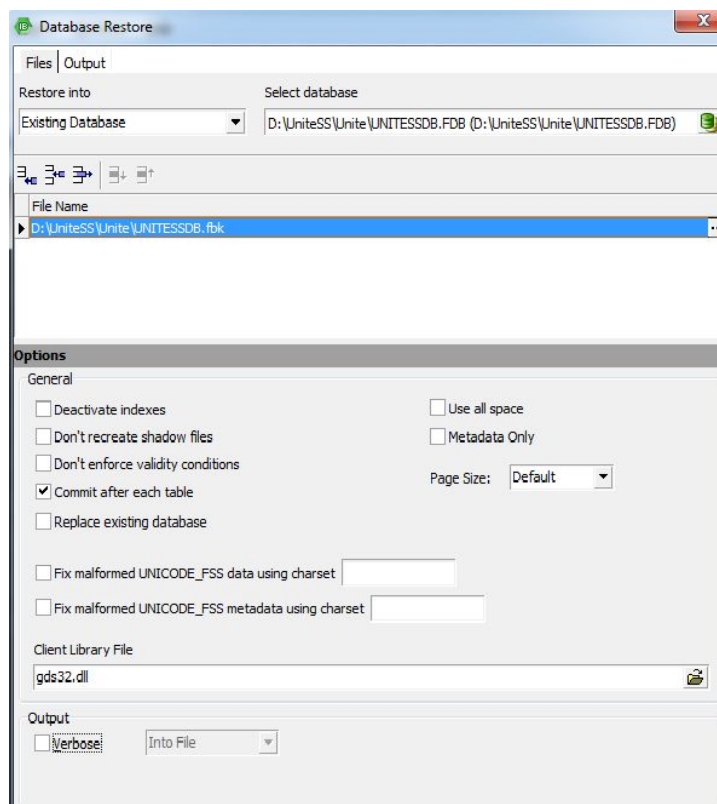 Database Restore
Files Output
Restore into Select database
Existing Database D:\UniteSS\Unite\UNITESSDB.FDB (D:\UniteSS\Unite\UNITESSDB.FDB)
File Name
D:\UniteSS\Unite\UNITESSDB.fbk
Options
General
Deactivate indexes Use all space
Don't recreate shadow files Metadata Only
Don't enforce validity conditions
Page Size: Default
Commit after each table
Replace existing database
Fix malformed UNICODE_FSS data using charset
Fix malformed UNICODE_FSS metadata using charset
Client Library File
gds32.dll
Output
Verbose Into File